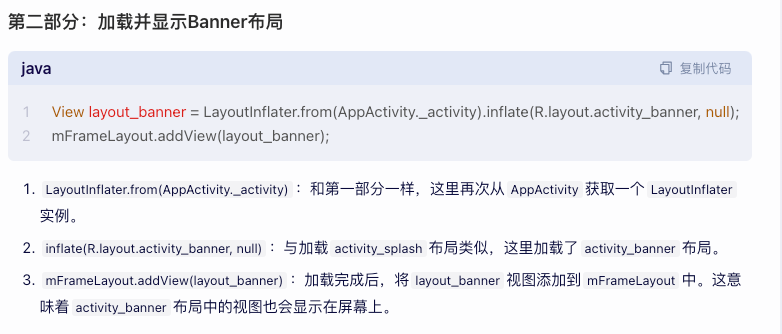 第二部分：加载并显示Banner布局
java
复制代码
1 View layout_banner = LayoutInflater.from(AppActivity._activity).inflate(R.layout.activity_banner, null);
2 mFrameLayout.addView(layout_banner);
1. LayoutInflater.from(AppActivity._activity)：和第一部分一样，这里再次从 AppActivity 获取一个 LayoutInflater
实例。
2. inflate(R.layout.activity_banner, null)：与加载 activity_splash 布局类似，这里加载了 activity_banner 布局。
3. mFrameLayout.addView(layout_banner)：加载完成后，将 layout_banner 视图添加到 mFrameLayout 中。这意
味着 activity_banner 布局中的视图也会显示在屏幕上。